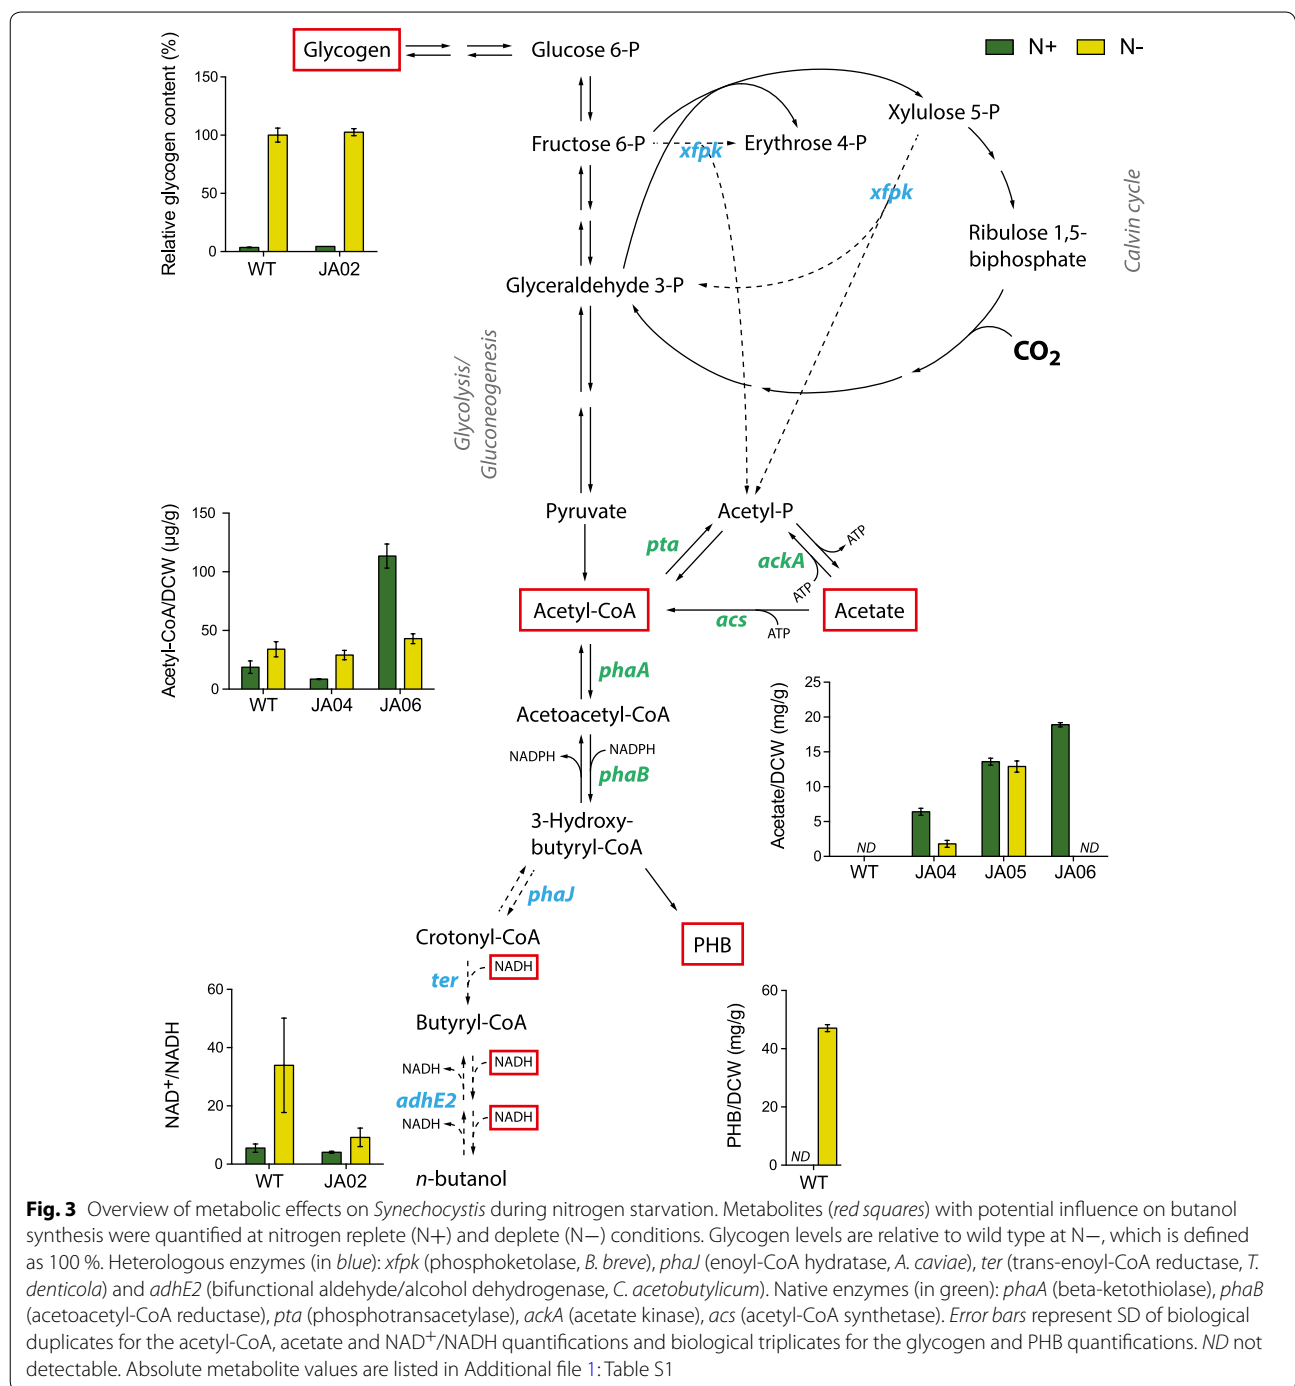 Glycogen
Glucose 6-P
N+
N-
Relative glycogen content (%)
150
100
50
0
WT
JA02
Fructose 6-P
xfpk
Erythrose 4-P
Xylulose 5-P
xfpk
Ribulose 1,5-
biphosphate
Calvin cycle
Glyceraldehyde 3-P
CO2
Glycolysis/
Gluconeogenesis
Pyruvate
Acetyl-P
pta
ackA
ATP
ATP
Acetyl-CoA/DCW (µg/g)
150
100
50
0
WT
JA04
JA06
Acetyl-CoA
acs
ATP
Acetate
phaA
Acetoacetyl-CoA
NADPH
NADPH
phaB
3-Hydroxy-
butyryl-CoA
Acetate/DCW (mg/g)
25
20
15
10
5
0
ND
ND
WT
JA04
JA05
JA06
phaJ
Crotonyl-CoA
PHB
ter
NADH
Butyryl-CoA
NADH
NADH
adhE2
NADH
NADH
n-butanol
NAD+/NADH
60
40
20
0
WT
JA02
PHB/DCW (mg/g)
60
40
20
0
ND
WT
Fig. 3 Overview of metabolic effects on Synechocystis during nitrogen starvation. Metabolites (red squares) with potential influence on butanol
synthesis were quantified at nitrogen replete (N+) and deplete (N−) conditions. Glycogen levels are relative to wild type at N−, which is defined
as 100 %. Heterologous enzymes (in blue): xfpk (phosphoketolase, B. breve), phaJ (enoyl-CoA hydratase, A. caviae), ter (trans-enoyl-CoA reductase, T.
denticola) and adhE2 (bifunctional aldehyde/alcohol dehydrogenase, C. acetobutylicum). Native enzymes (in green): phaA (beta-ketothiolase), phaB
(acetoacetyl-CoA reductase), pta (phosphotransacetylase), ackA (acetate kinase), acs (acetyl-CoA synthetase). Error bars represent SD of biological
duplicates for the acetyl-CoA, acetate and NAD+/NADH quantifications and biological triplicates for the glycogen and PHB quantifications. ND not
detectable. Absolute metabolite values are listed in Additional file 1: Table S1